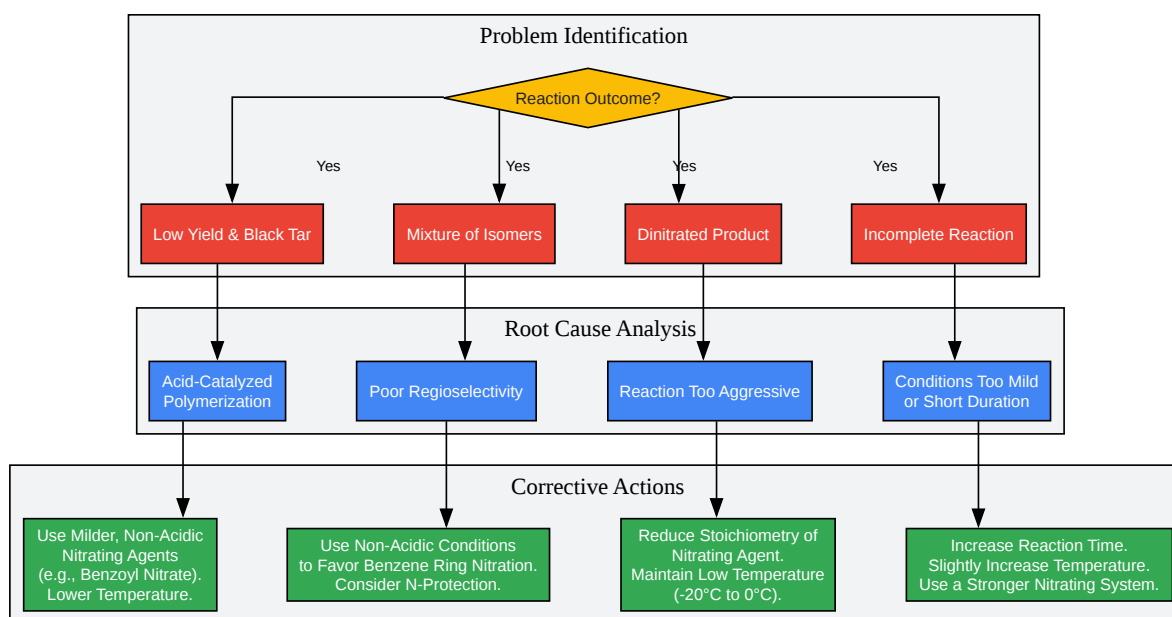 Problem Identification
Reaction Outcome?
Yes
Yes
Yes
Yes
Low Yield & Black Tar
Mixture of Isomers
Dinitrated Product
Incomplete Reaction
Root Cause Analysis
Acid-Catalyzed
Polymerization
Poor Regioselectivity
Reaction Too Aggressive
Conditions Too Mild
or Short Duration
Corrective Actions
Use Milder, Non-Acidic
Nitrating Agents
(e.g., Benzoyl Nitrate).
Lower Temperature.
Use Non-Acidic Conditions
to Favor Benzene Ring Nitration.
Consider N-Protection.
Reduce Stoichiometry of
Nitrating Agent.
Maintain Low Temperature
(-20°C to 0°C).
Increase Reaction Time.
Slightly Increase Temperature.
Use a Stronger Nitrating System.